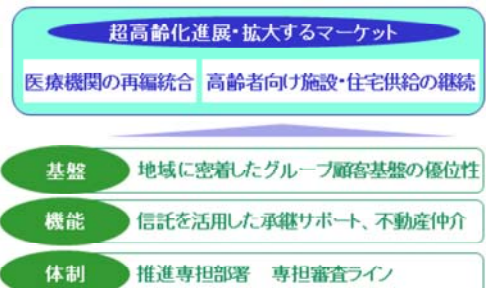 超高齢化進展・拡大するマーケット
医療機関の再編統合 高齢者向け施設・住宅供給の継続
基盤 地域に密着したグループ顧客基盤の優位性
機能 信託を活用した承継サポート、不動産仲介
体制 推進専担部署 専担審査ライン